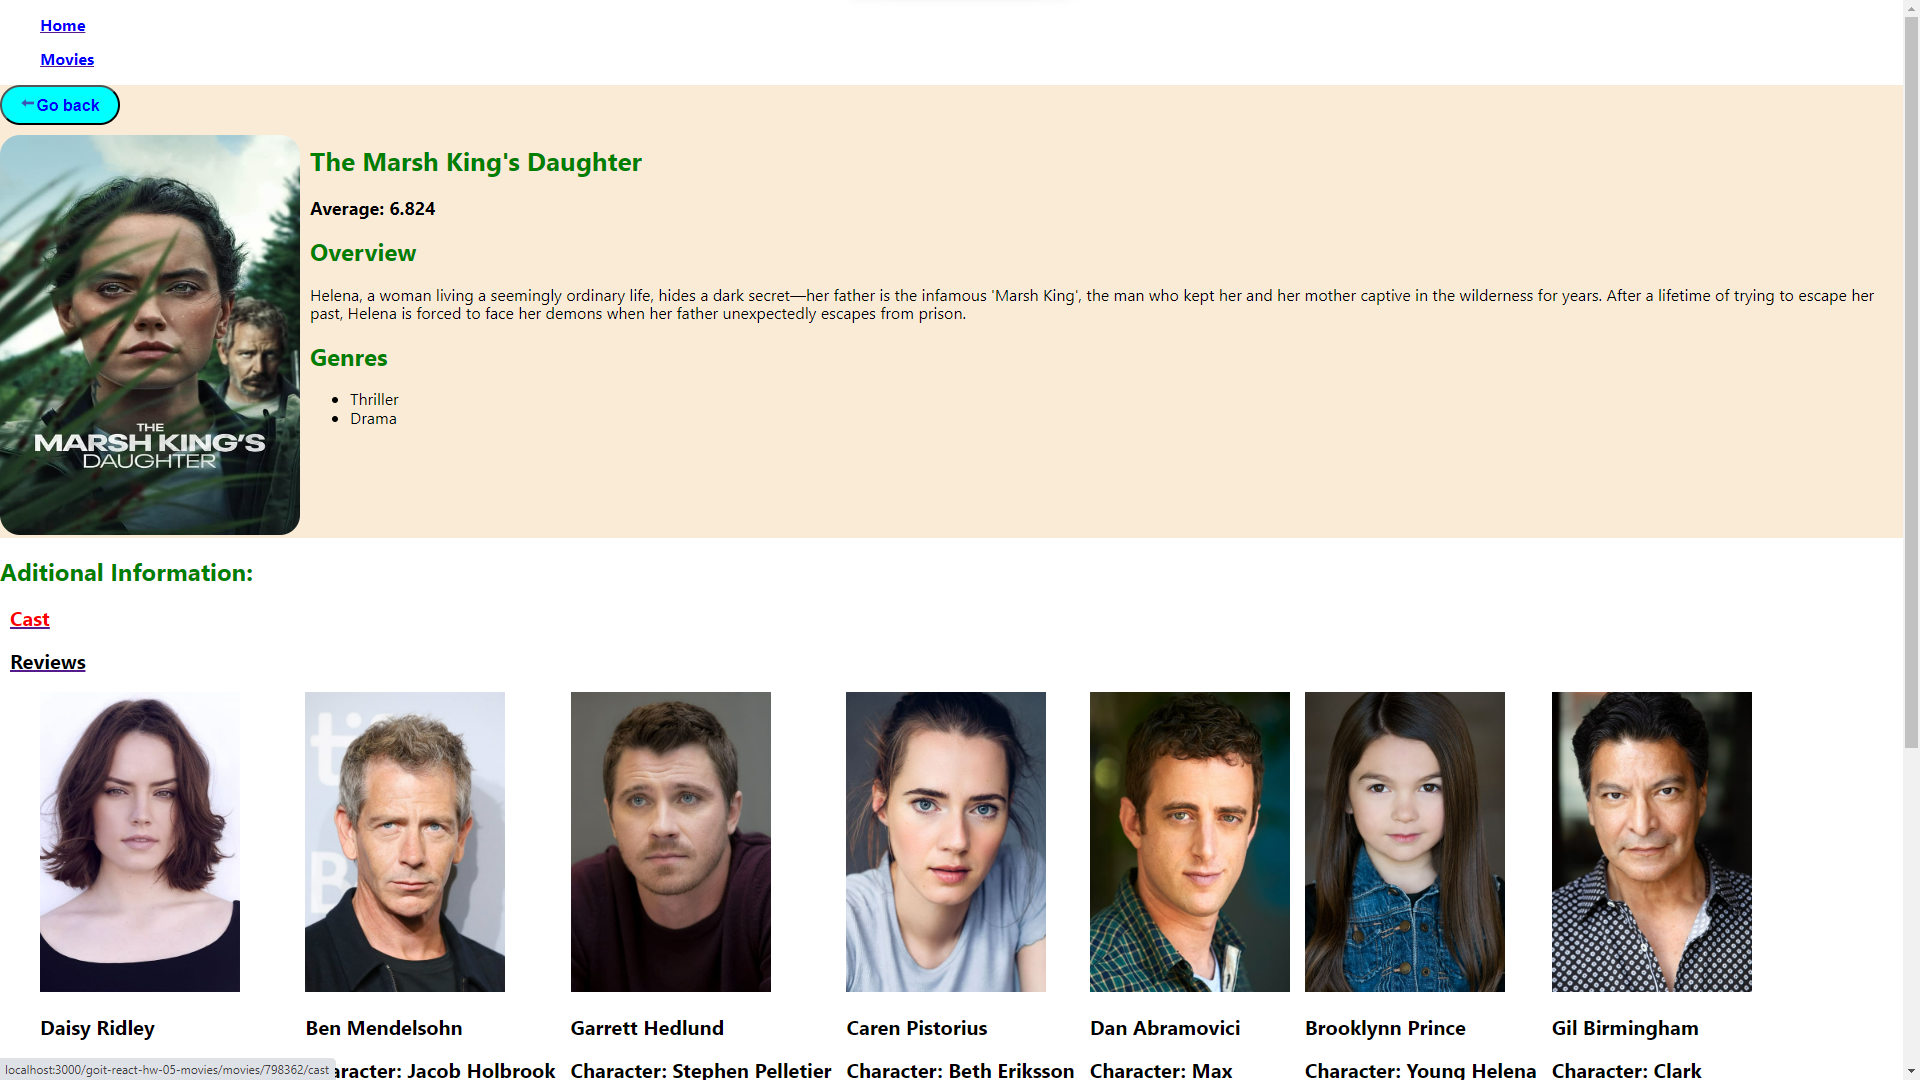 Home
Movies
Go back
The Marsh King's Daughter
Average: 6.824
Overview
Helena, a woman living a seemingly ordinary life, hides a dark secret—her father is the infamous 'Marsh King', the man who kept her and her mother captive in the wilderness for years. After a lifetime of trying to escape her
past, Helena is forced to face her demons when her father unexpectedly escapes from prison.
Genres
Thriller
Drama
THE
MARSH KING'S
DAUGHTER
Aditional Information:
Cast
Reviews
Daisy Ridley
Ben Mendelsohn
Garrett Hedlund
Caren Pistorius
Dan Abramovici
Brooklynn Prince
Gil Birmingham
localhost:3000/goit-react-hw-05-movies/movies/798362/cast
aracter: Jacob Holbrook
Character: Stephen Pelletier
Character: Beth Eriksson
Character: Max
Character: Young Helena
Character: Clark